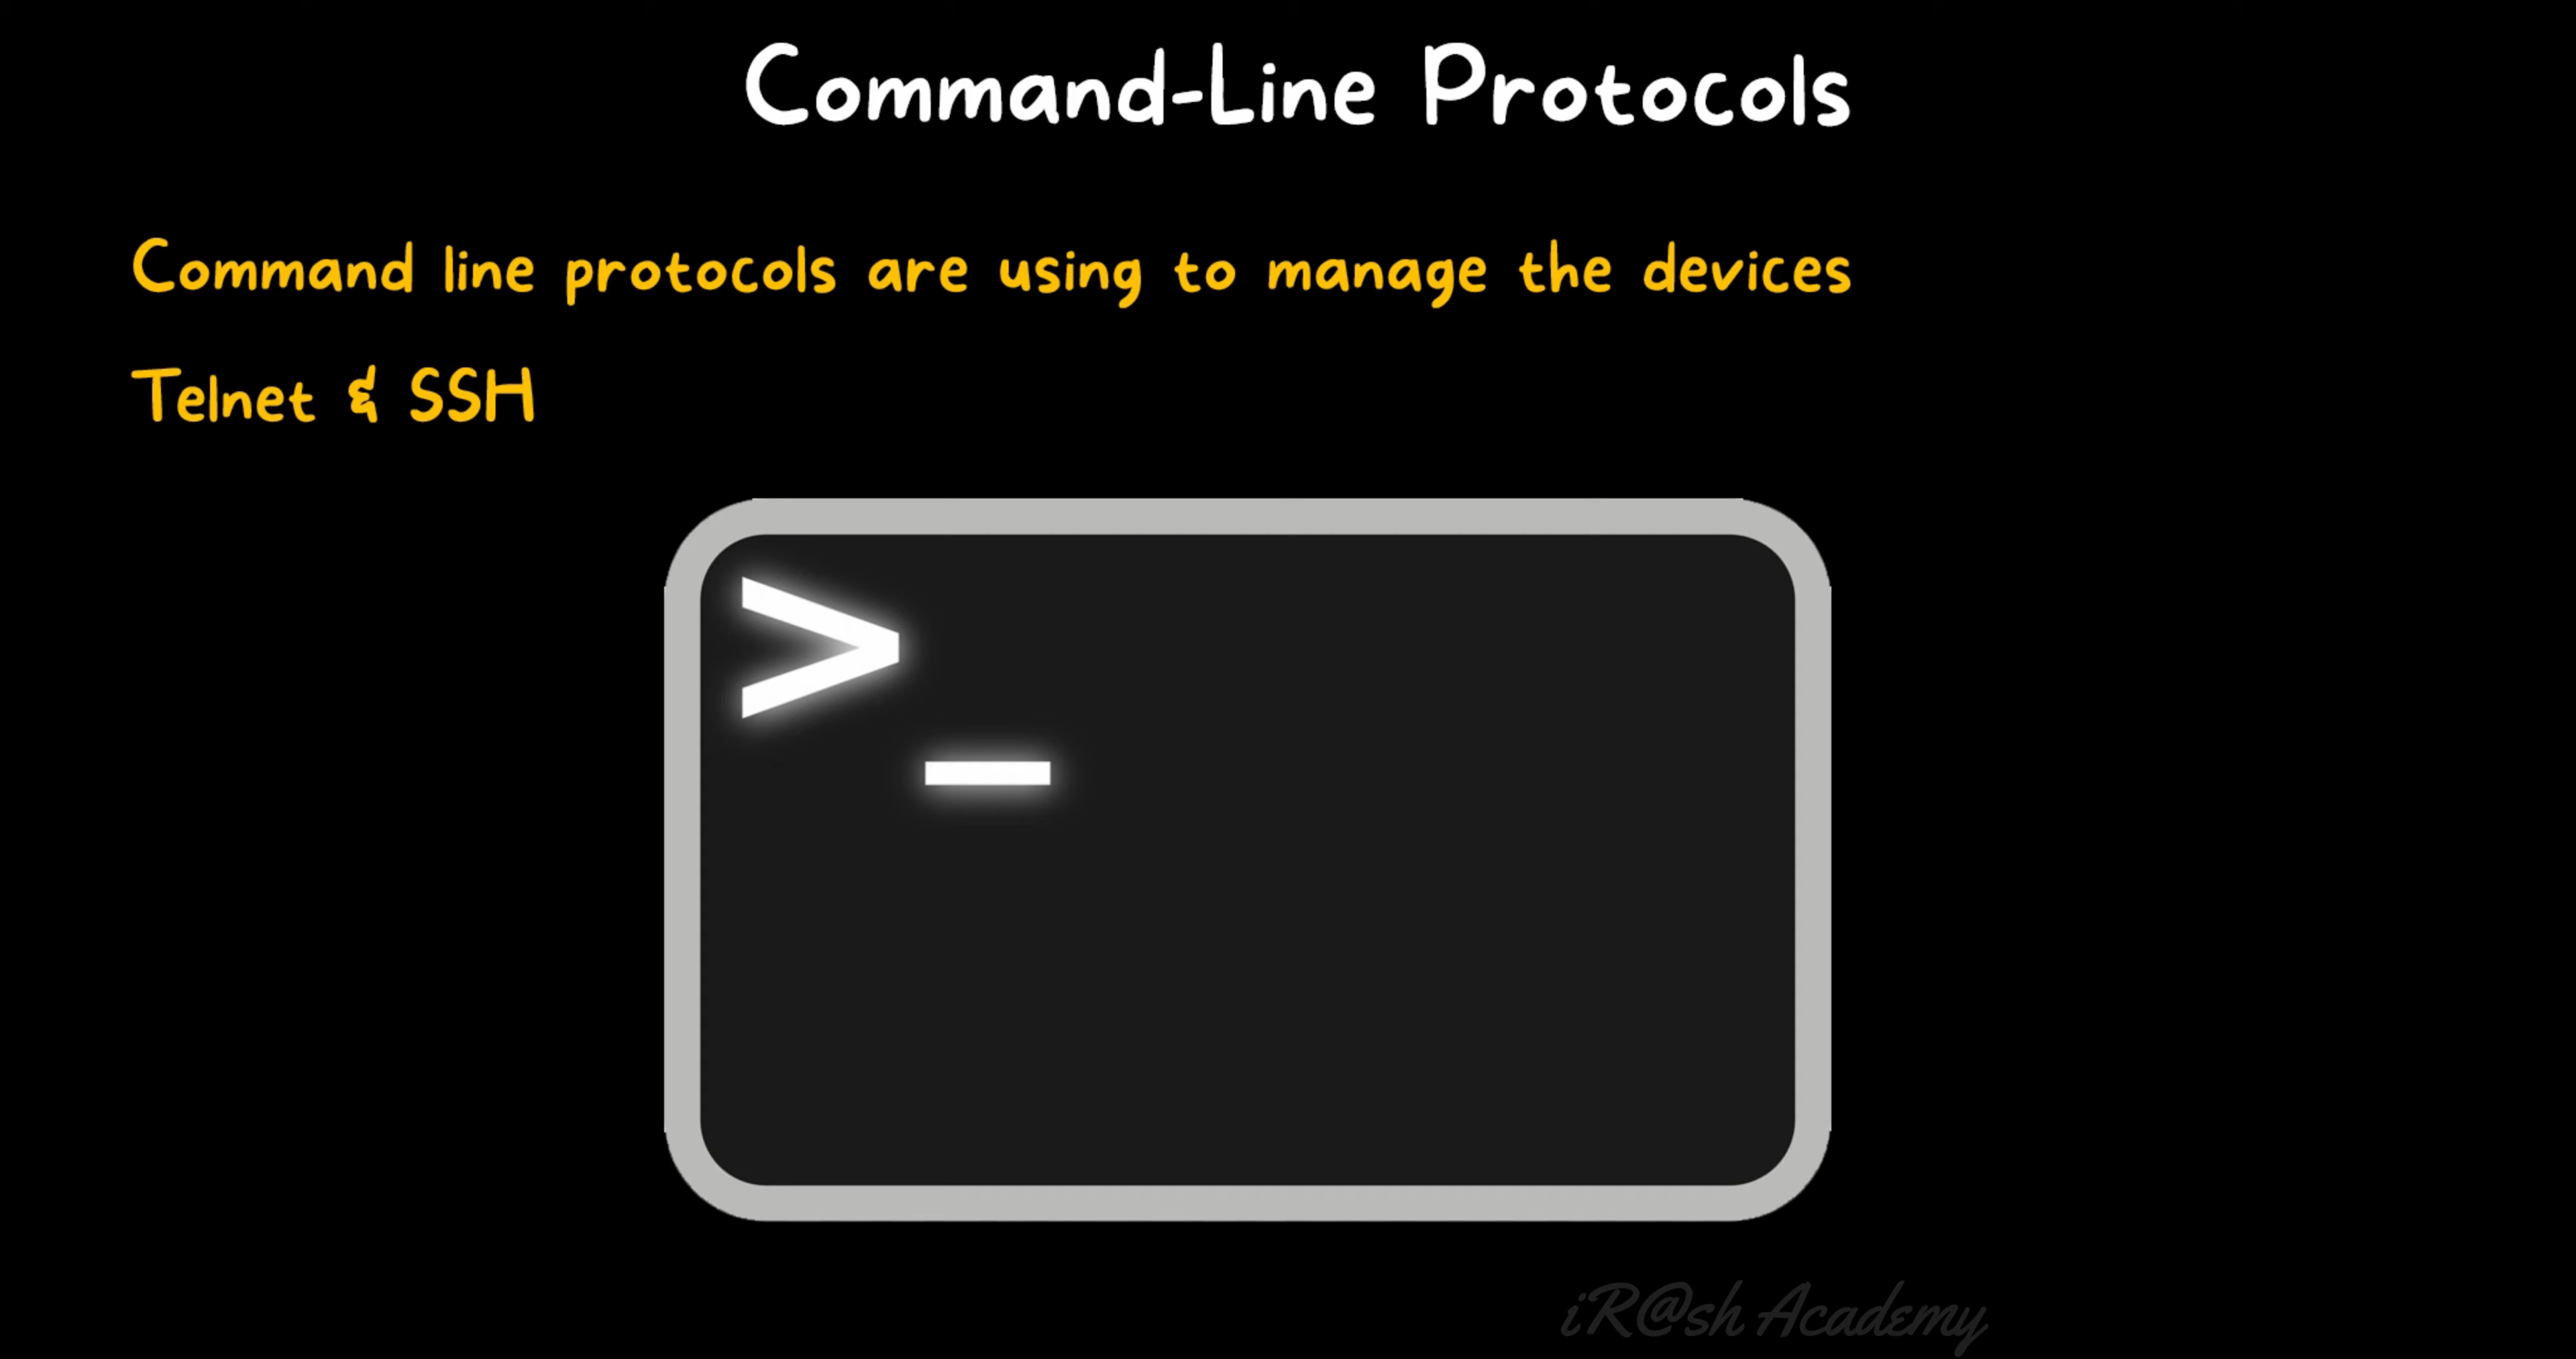 Command-Line Protocols
Command line protocols are using to manage the devices
Telnet & SSH
>_
iR@sh Academy